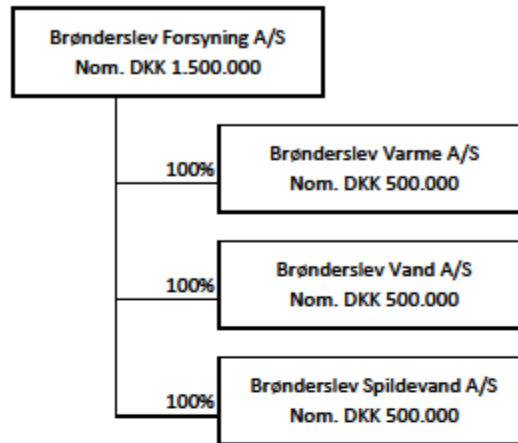 Brønderslev Forsyning A/S
Nom. DKK 1.500.000
100%
Brønderslev Varme A/S
Nom. DKK 500.000
100%
Brønderslev Vand A/S
Nom. DKK 500.000
100%
Brønderslev Spildevand A/S
Nom. DKK 500.000